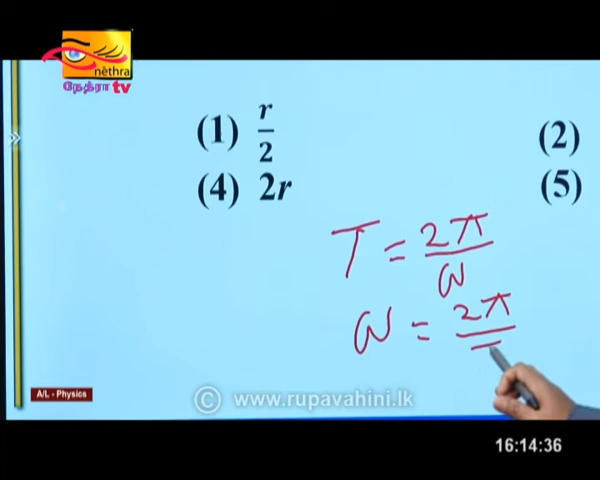 nethra
நேத்ரா tv
(1) r/2
(2)
(4) 2r
(5)
T = 2π/ω
ω = 2π/
A/L - Physics
© www.rupavahini.lk
16:14:36